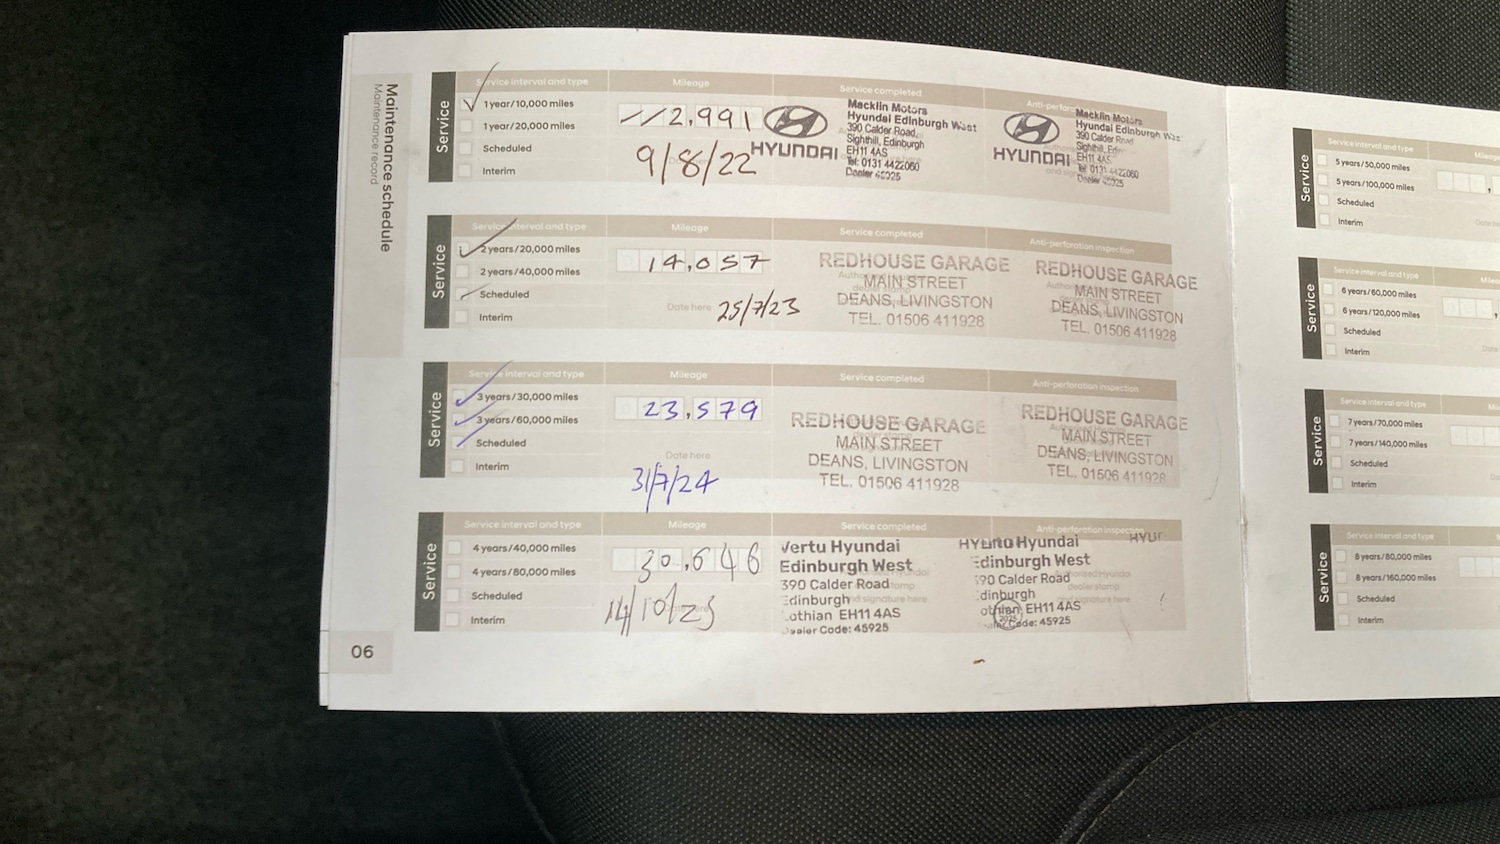 Maintenance schedule
Maintenance record
Service
Service interval and type
Mileage
Service completed
1 year/10,000 miles
1 year/20,000 miles
Scheduled
Interim
2,991
9/8/22
HYUNDAI
Macklin Motors
Hyundai Edinburgh West
390 Calder Road,
Sighthill, Edinburgh
EH11 4AS
Tel: 0131 4422060
Dealer 45925
HYUNDAI
Macklin Motors
Hyundai Edinburgh Wes
390 Calder Road
EH11 4AS
Tel 0131 4422060
Dealer 45925
Service
Service interval and type
Mileage
Service completed
Anti-perforation inspection
2 years/20,000 miles
2 years/40,000 miles
Scheduled
Interim
14,057
Date here
25/7/23
REDHOUSE GARAGE
MAIN STREET
DEANS, LIVINGSTON
TEL. 01506 411928
REDHOUSE GARAGE
MAIN STREET
DEANS, LIVINGSTON
TEL. 01506 411928
Service
Service interval and type
Mileage
Service completed
Anti-perforation inspection
3 years/30,000 miles
3 years/60,000 miles
Scheduled
Interim
23,579
Date here
31/7/24
REDHOUSE GARAGE
MAIN STREET
DEANS, LIVINGSTON
TEL. 01506 411928
REDHOUSE GARAGE
MAIN STREET
DEANS, LIVINGSTON
TEL. 01506 411928
Service
Service interval and type
Mileage
Service completed
Anti-perforation inspection
4 years/40,000 miles
4 years/80,000 miles
Scheduled
Interim
30,646
14/10/25
Vertu Hyundai
Edinburgh West
390 Calder Road
Edinburgh
Lothian EH11 4AS
Dealer Code: 45925
Hyundai
Edinburgh West
390 Calder Road
Edinburgh
Lothian EH11 4AS
Code: 45925
06
Service
Service interval and type
5 years/50,000 miles
5 years/100,000 miles
Scheduled
Interim
Service
Service interval and type
6 years/60,000 miles
6 years/120,000 miles
Scheduled
Interim
Service
Service interval and type
7 years/70,000 miles
7 years/140,000 miles
Scheduled
Interim
Service
Service interval and type
8 years/80,000 miles
8 years/160,000 miles
Scheduled
Interim